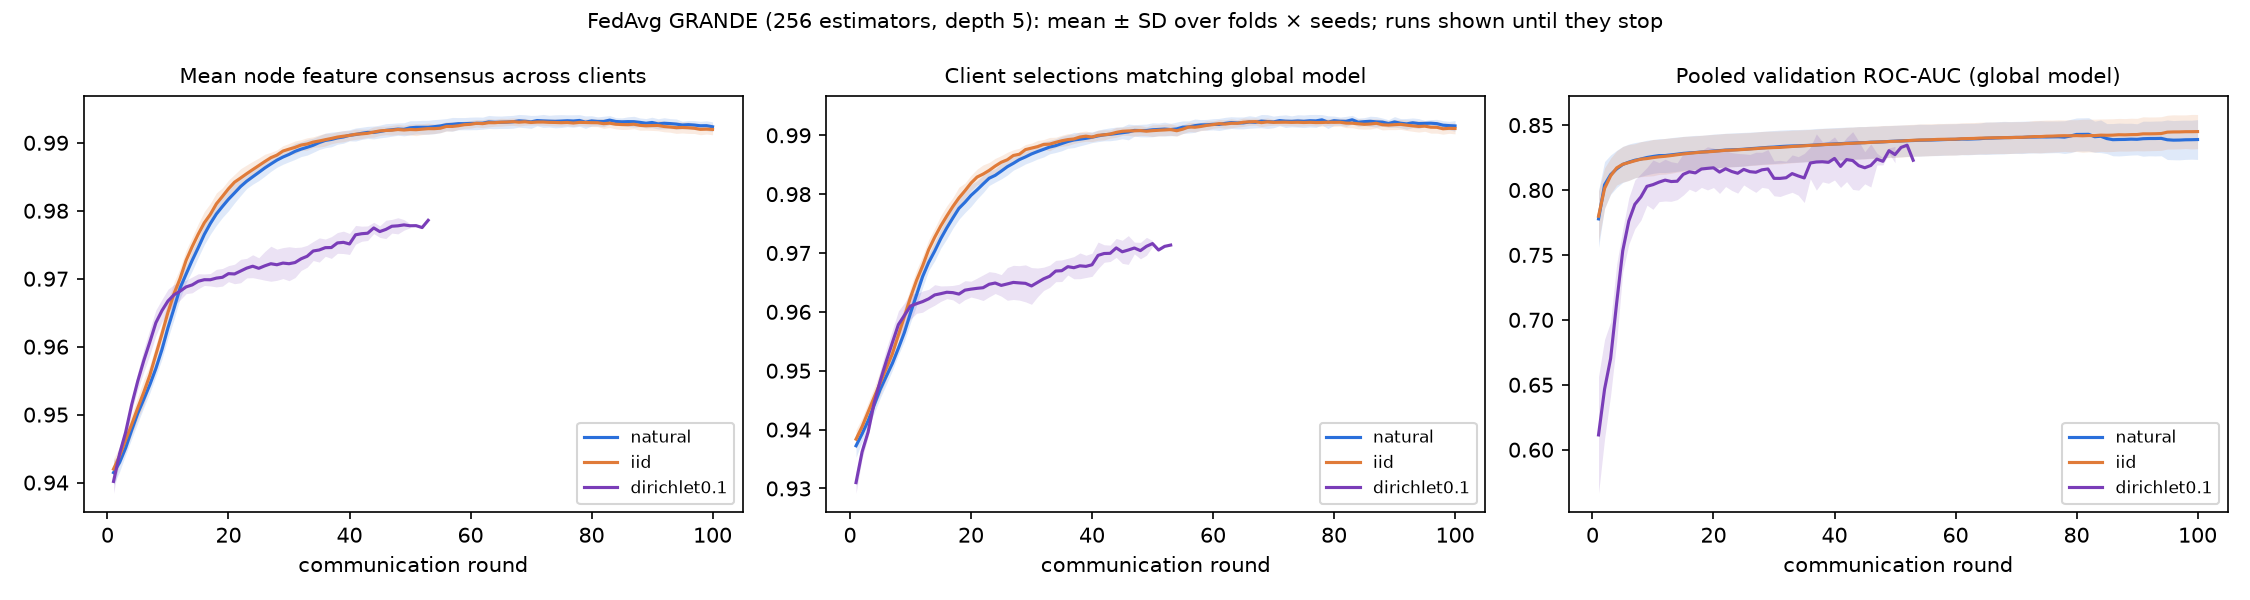 FedAvg GRANDE (256 estimators, depth 5): mean ± SD over folds × seeds; runs shown until they stop
Mean node feature consensus across clients
0.99
0.98
0.97
0.96
0.95
0.94
natural
iid
dirichlet0.1
0 20 40 60 80 100
communication round
Client selections matching global model
0.99
0.98
0.97
0.96
0.95
0.94
0.93
natural
iid
dirichlet0.1
0 20 40 60 80 100
communication round
Pooled validation ROC-AUC (global model)
0.85
0.80
0.75
0.70
0.65
0.60
natural
iid
dirichlet0.1
0 20 40 60 80 100
communication round